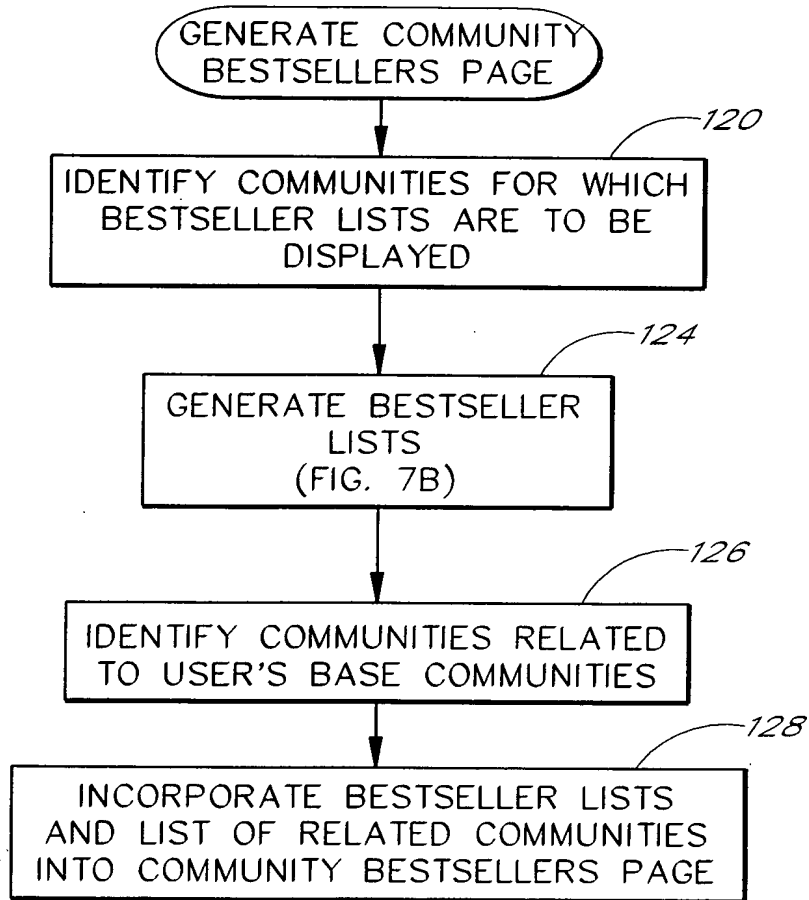 GENERATE COMMUNITY
BESTSELLERS PAGE
120
IDENTIFY COMMUNITIES FOR WHICH
BESTSELLER LISTS ARE TO BE
DISPLAYED
124
GENERATE BESTSELLER
LISTS
(FIG. 7B)
126
IDENTIFY COMMUNITIES RELATED
TO USER'S BASE COMMUNITIES
128
INCORPORATE BESTSELLER LISTS
AND LIST OF RELATED COMMUNITIES
INTO COMMUNITY BESTSELLERS PAGE